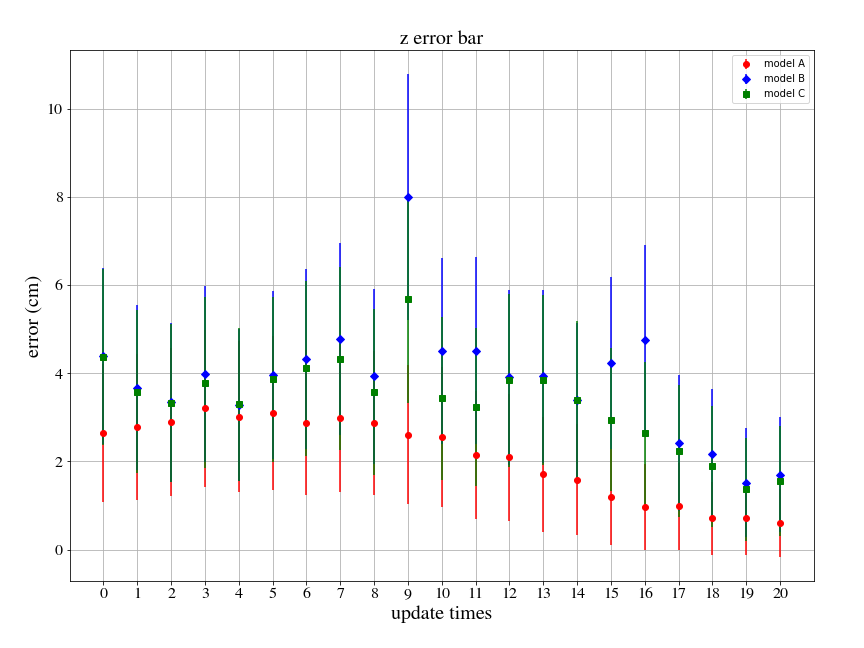 z error bar
model A
model B
model C
10
8
6
4
2
0
error (cm)
0 1 2 3 4 5 6 7 8 9 10 11 12 13 14 15 16 17 18 19 20
update times